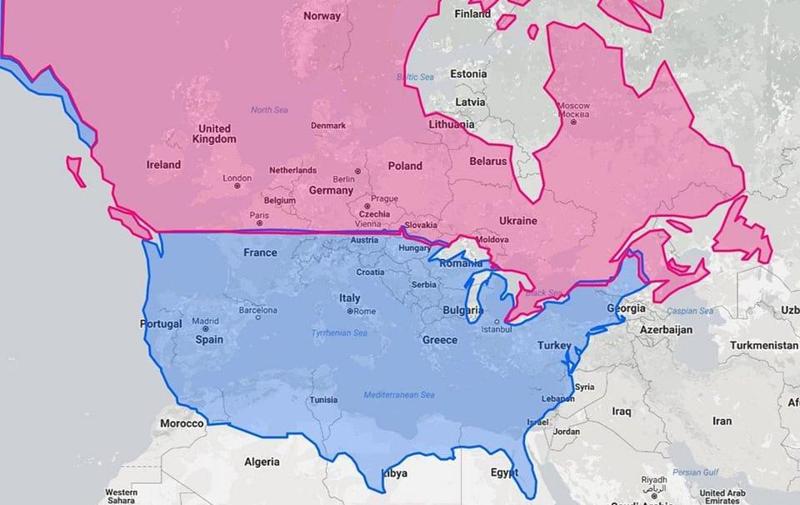 Norway
Finland
Baltic Sea
Estonia
Latvia
Moscow
Москва
North Sea
Lithuania
United
Kingdom
Denmark
Ireland
Poland
Belarus
Netherlands
Berlin
London
Germany
Belgium
Prague
Czechia
Paris
Vienna
Slovakia
Ukraine
Austria
Hungary
Moldova
France
Romania
Croatia
Serbia
Black Sea
Italy
Rome
Barcelona
Bulgaria
Georgia
Caspian Sea
Uzb
Portugal
Madrid
Spain
Tyrrhenian Sea
Istanbul
Greece
Azerbaijan
Turkey
Turkmenistan
Syria
Mediterranean Sea
Tunisia
Lebanon
Af
Iraq
Iran
Morocco
Israel
Jordan
Algeria
Libya
Egypt
Persian Gulf
Riyadh
الرياض
Western
Sahara
United Arab
Emirates
Saudi Arabia